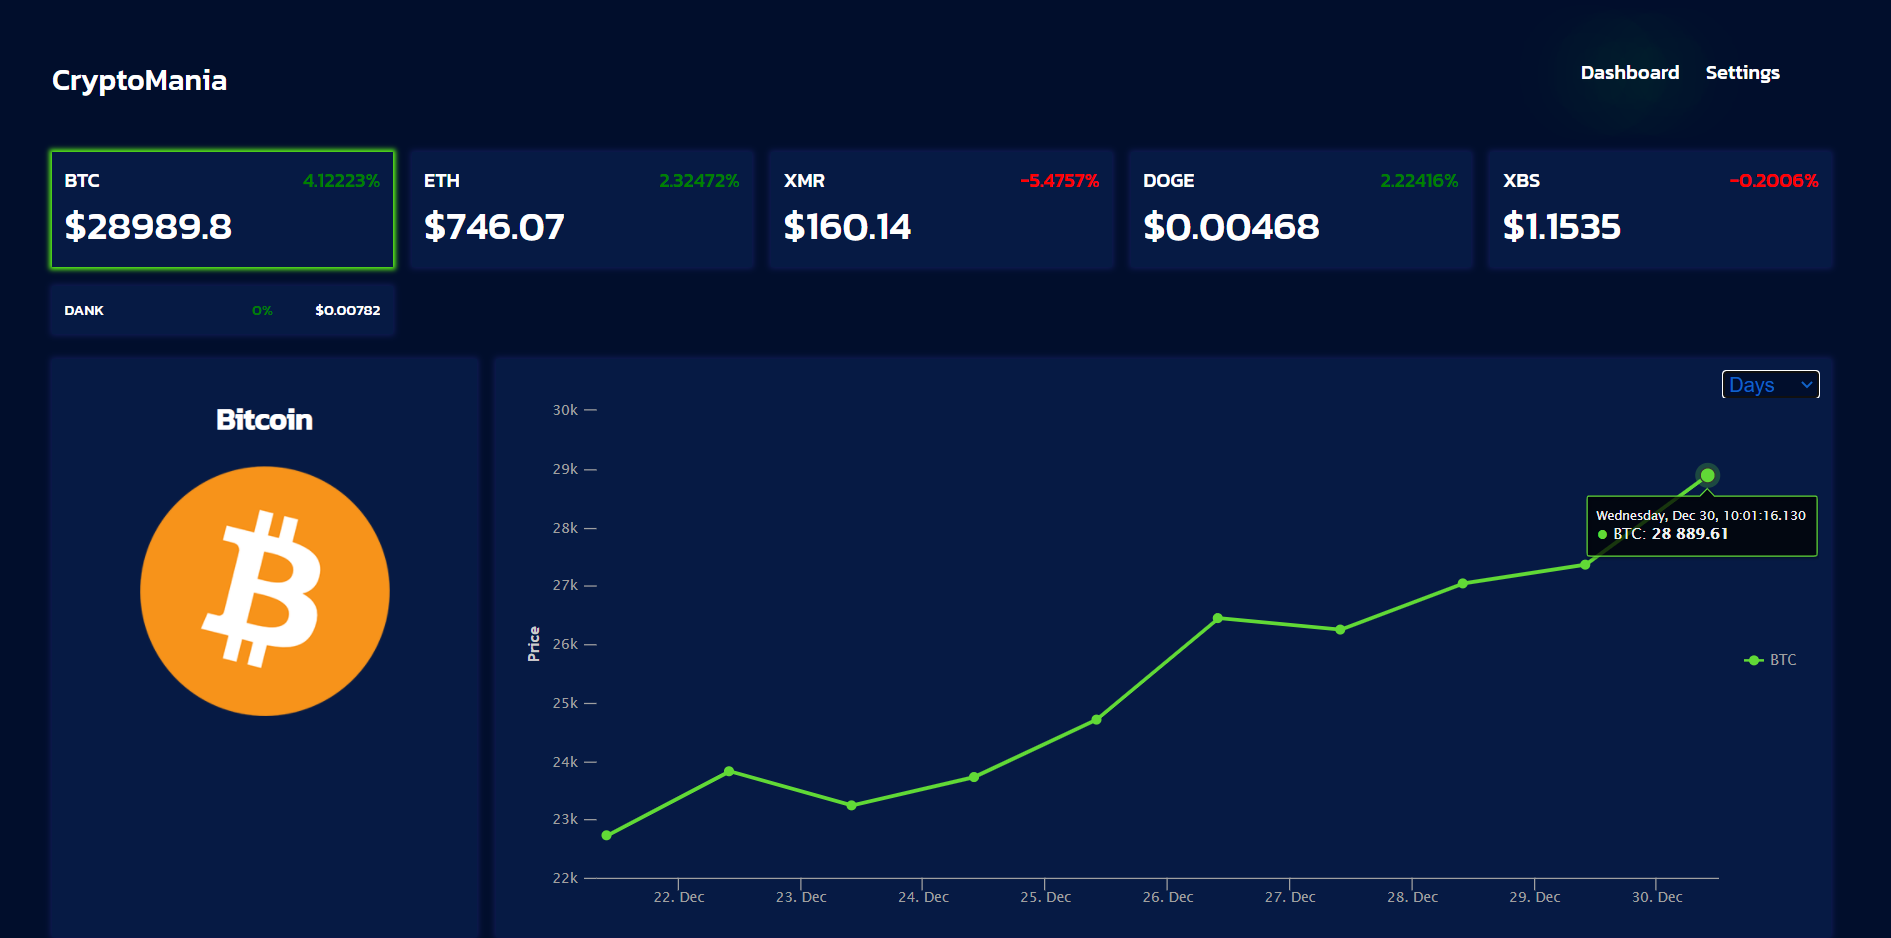 CryptoMania
Dashboard Settings
BTC 4.12223%
$28989.8
ETH 2.32472%
$746.07
XMR -5.4757%
$160.14
DOGE 2.22416%
$0.00468
XBS -0.2006%
$1.1535
DANK 0% $0.00782
Bitcoin
Days
30k
29k
28k
27k
26k
25k
24k
23k
22k
Price
Wednesday, Dec 30, 10:01:16.130
BTC: 28 889.61
BTC
22. Dec 23. Dec 24. Dec 25. Dec 26. Dec 27. Dec 28. Dec 29. Dec 30. Dec